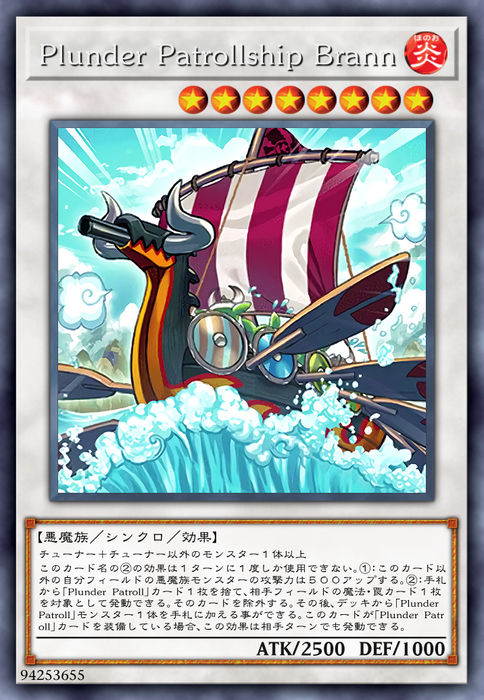 Plunder Patrollship Brann
ほのお
炎
【悪魔族／シンクロ／効果】
チューナー＋チューナー以外のモンスター１体以上
このカード名の②の効果は１ターンに１度しか使用できない。①：このカード以
外の自分フィールドの悪魔族モンスターの攻撃力は５００アップする。②：手札
から「Plunder Patroll」カード１枚を捨て、相手フィールドの魔法・罠カード１枚
を対象として発動できる。そのカードを除外する。その後、デッキから「Plunder
Patroll」モンスター１体を手札に加える事ができる。このカードが「Plunder Patr
oll」カードを装備している場合、この効果は相手ターンでも発動できる。
ATK/2500 DEF/1000
94253655